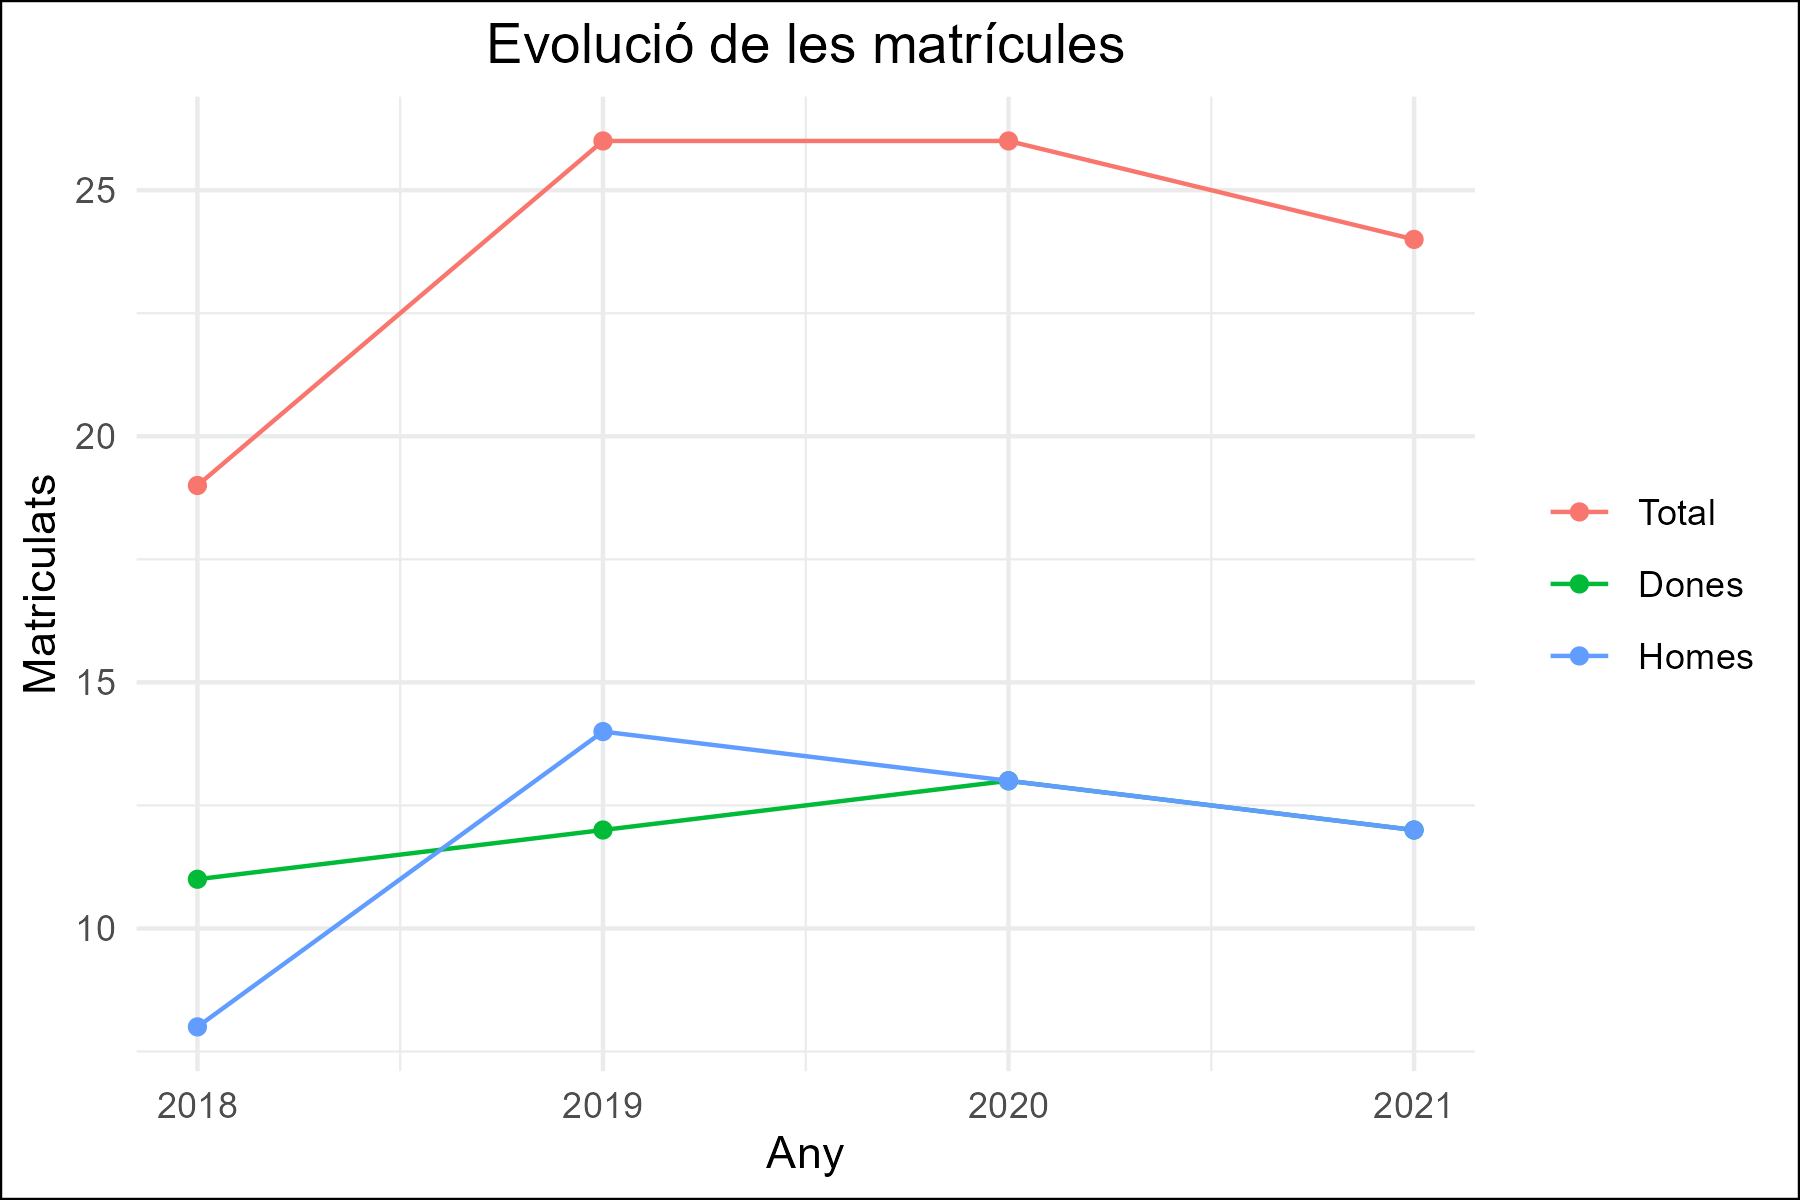 Evolució de les matrícules
25
20
15
10
Matriculats
2018 2019 2020 2021
Any
Total
Dones
Homes